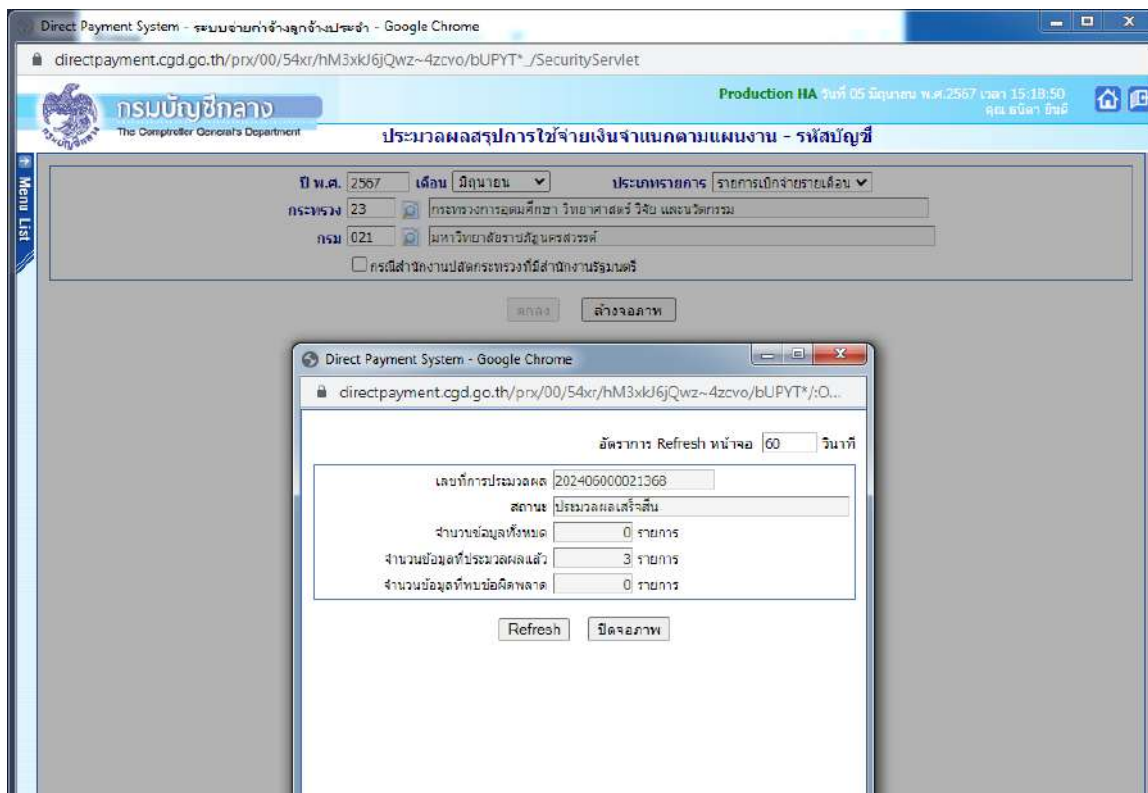 Direct Payment System - ระบบจ่ายค่าจ้างลูกจ้างประจำ - Google Chrome
directpayment.cgd.go.th/prx/00/54xr/hM3xkJ6jQwz~4zcvo/bUPYT*_/SecurityServlet
กรมบัญชีกลาง
The Comptroller General's Department
Production HA วันที่ 05 มิถุนายน พ.ศ.2567 เวลา 15:18:50
คุณ ธนิดา ยินดี
ประมวลผลสรุปการใช้จ่ายเงินจำแนกตามแผนงาน - รหัสบัญชี
Menu List
ปี พ.ศ. 2567 เดือน มิถุนายน ประเภทรายการ รายการเบิกจ่ายรายเดือน
กระทรวง 23 กระทรวงการอุดมศึกษา วิทยาศาสตร์ วิจัย และนวัตกรรม
กรม 021 มหาวิทยาลัยราชภัฏนครสวรรค์
กรณีสำนักงานปลัดกระทรวงที่มีสำนักงานรัฐมนตรี
ตกลง ล้างจอภาพ
Direct Payment System - Google Chrome
directpayment.cgd.go.th/prx/00/54xr/hM3xkJ6jQwz~4zcvo/bUPYT*/:O...
อัตราการ Refresh หน้าจอ 60 วินาที
เลขที่การประมวลผล 202406000021368
สถานะ ประมวลผลเสร็จสิ้น
จำนวนข้อมูลทั้งหมด 0 รายการ
จำนวนข้อมูลที่ประมวลผลแล้ว 3 รายการ
จำนวนข้อมูลที่พบข้อผิดพลาด 0 รายการ
Refresh ปิดจอภาพ